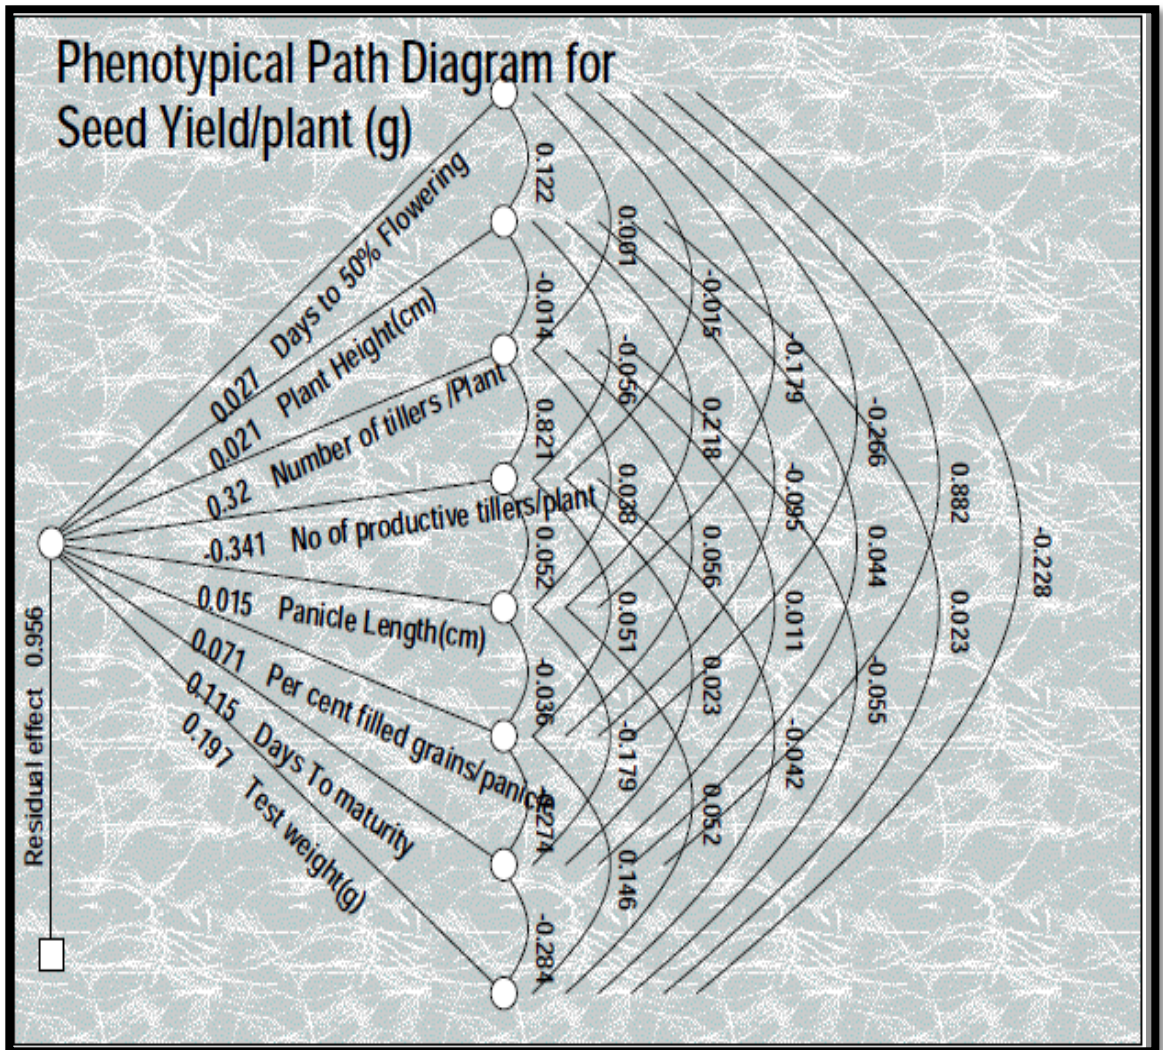 Phenotypical Path Diagram for
Seed Yield/plant (g)
0.027 Days to 50% Flowering
0.021 Plant Height(cm)
0.32 Number of tillers /Plant
-0.341 No of productive tillers/plant
0.015 Panicle Length(cm)
0.071 Per cent filled grains/panicle
0.115 Days To maturity
0.197 Test weight(g)
Residual effect 0.956
0.122
-0.014
0.821
0.052
-0.036
-0.284
0.001
-0.056
0.038
0.051
-0.179
0.146
-0.015
0.218
0.056
0.023
0.052
-0.179
-0.095
0.011
-0.042
-0.266
0.044
-0.055
0.882
0.023
-0.228